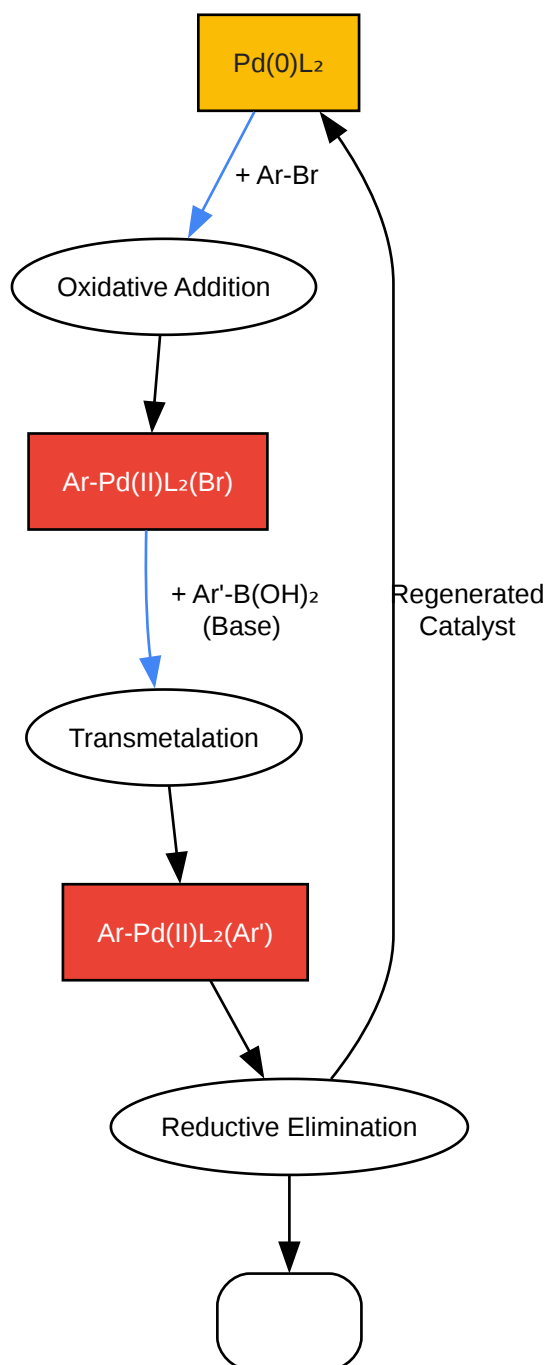 Pd(0)L₂
+ Ar-Br
Oxidative Addition
Ar-Pd(II)L₂(Br)
+ Ar'-B(OH)₂
(Base)
Regenerated
Catalyst
Transmetalation
Ar-Pd(II)L₂(Ar')
Reductive Elimination